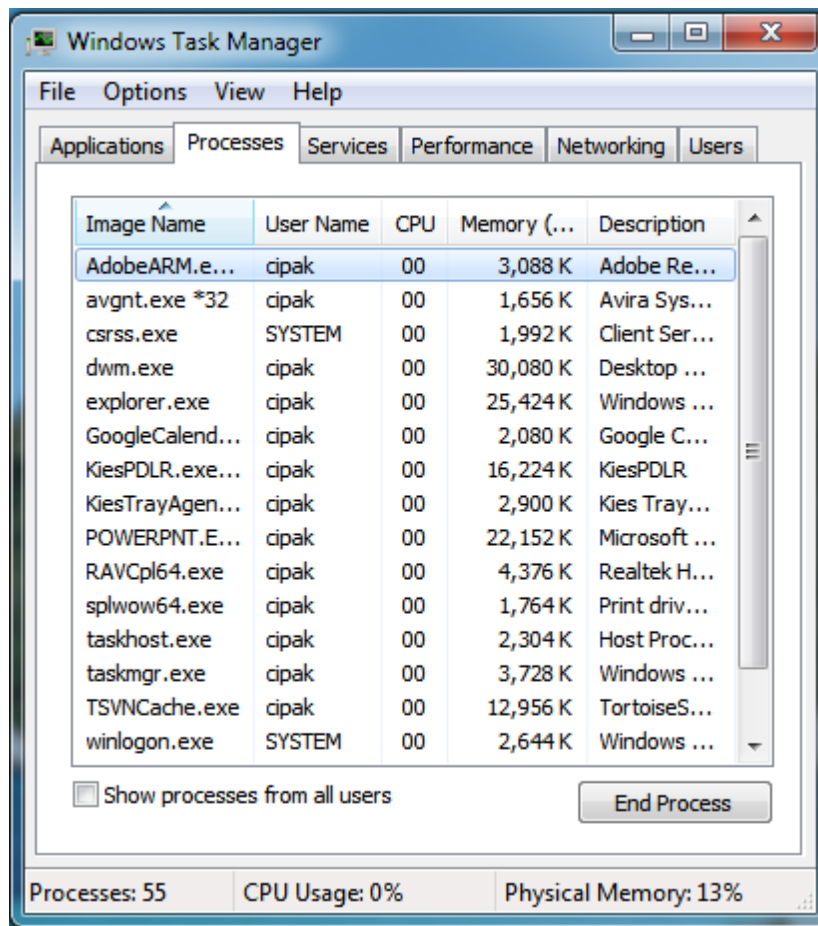 Windows Task Manager
File Options View Help
Applications Processes Services Performance Networking Users
Image Name User Name CPU Memory (... Description
AdobeARM.e... cipak 00 3,088 K Adobe Re...
avgnt.exe *32 cipak 00 1,656 K Avira Sys...
csrss.exe SYSTEM 00 1,992 K Client Ser...
dwm.exe cipak 00 30,080 K Desktop ...
explorer.exe cipak 00 25,424 K Windows ...
GoogleCalend... cipak 00 2,080 K Google C...
KiesPDLR.exe... cipak 00 16,224 K KiesPDLR
KiesTrayAgen... cipak 00 2,900 K Kies Tray...
POWERPNT.E... cipak 00 22,152 K Microsoft ...
RAVCpl64.exe cipak 00 4,376 K Realtek H...
splwow64.exe cipak 00 1,764 K Print driv...
taskhost.exe cipak 00 2,304 K Host Proc...
taskmgr.exe cipak 00 3,728 K Windows ...
TSVNCache.exe cipak 00 12,956 K TortoiseS...
winlogon.exe SYSTEM 00 2,644 K Windows ...
Show processes from all users End Process
Processes: 55 CPU Usage: 0% Physical Memory: 13%